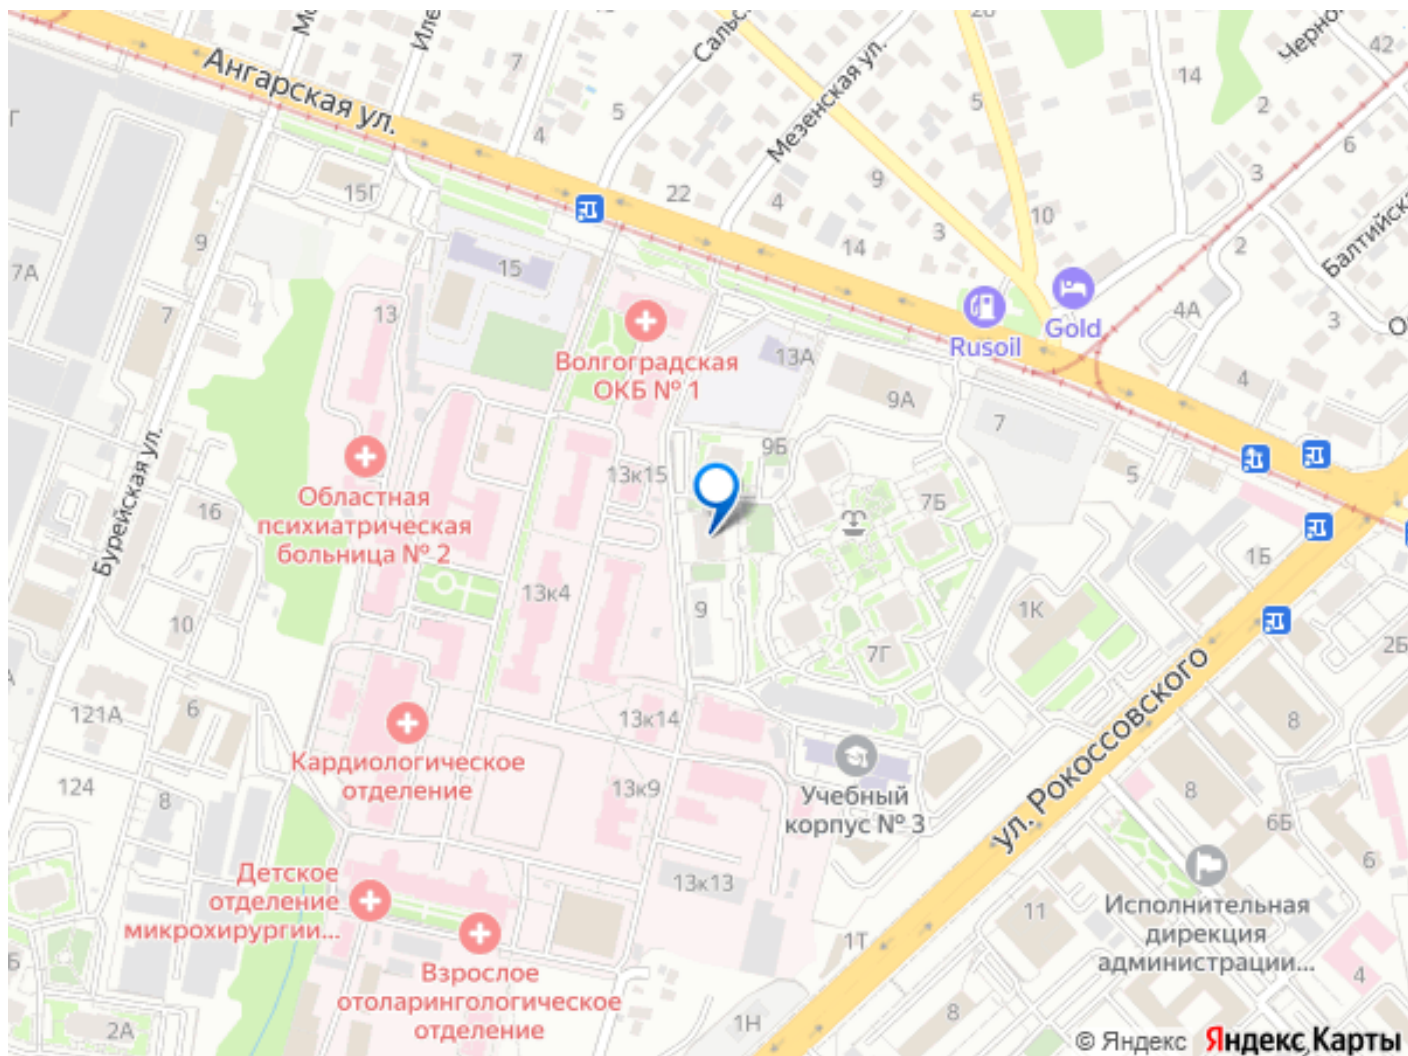 Ангарская ул.
Мезенская ул.
Бурейская ул.
ул. Рокоссовского
7
5
4
22
4
9
5
10
14
3
14
2
42
6
3
2
4А
3
4
15Г
9
7А
7
15
13
Волгоградская
ОКБ № 1
13А
Rusoil
Gold
9А
7
9Б
7Б
5
Областная
психиатрическая
больница № 2
13к15
16
10
13к4
9
7Г
1К
1Б
2Б
121А
6
124
8
Кардиологическое
отделение
13к14
13к9
Учебный
корпус № 3
8
8
6Б
6
Детское
отделение
микрохирургии...
13к13
Взрослое
отоларингологическое
отделение
11
1Т
Исполнительная
дирекция
администрации...
4
2А
1Н
8
© Яндекс Яндекс Карты